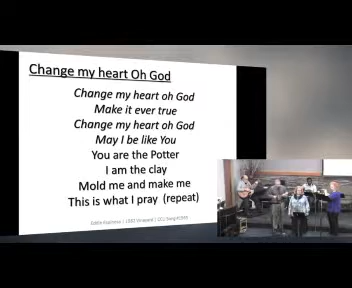 Change my heart Oh God
Change my heart oh God
Make it ever true
Change my heart oh God
May I be like You
You are the Potter
I am the clay
Mold me and make me
This is what I pray (repeat)